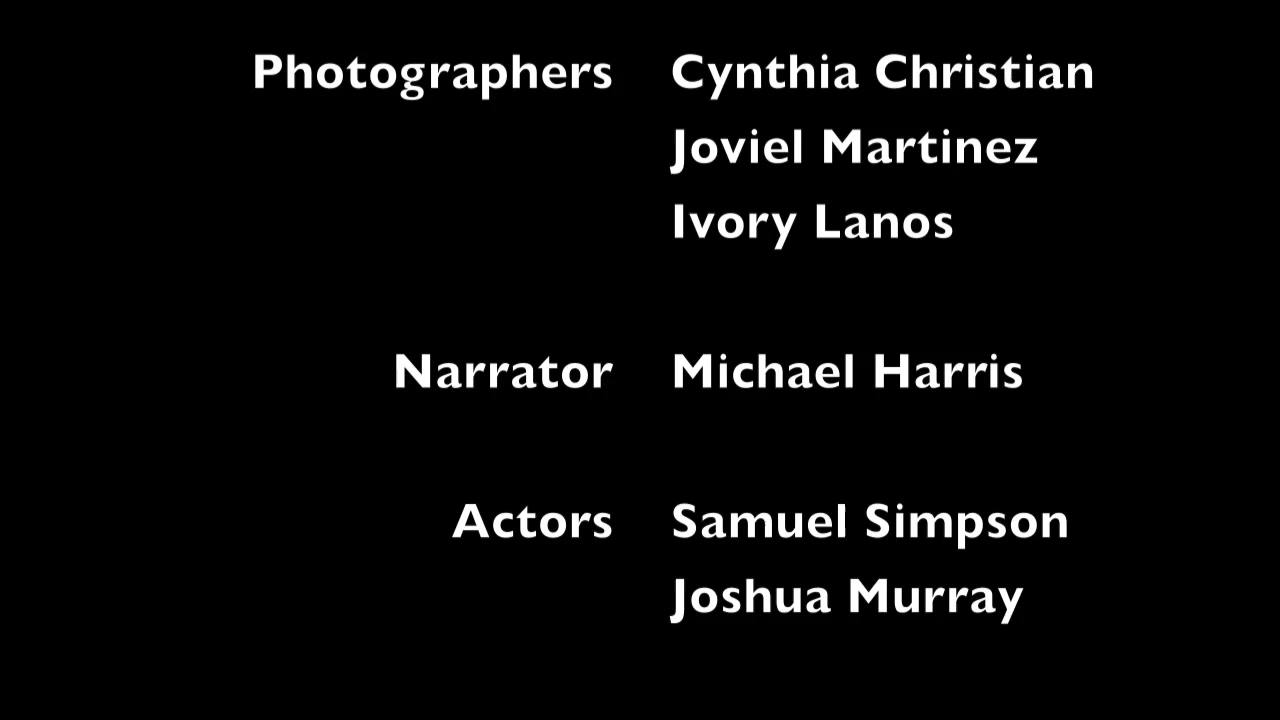 Photographers Cynthia Christian
Joviel Martinez
Ivory Lanos
Narrator Michael Harris
Actors Samuel Simpson
Joshua Murray